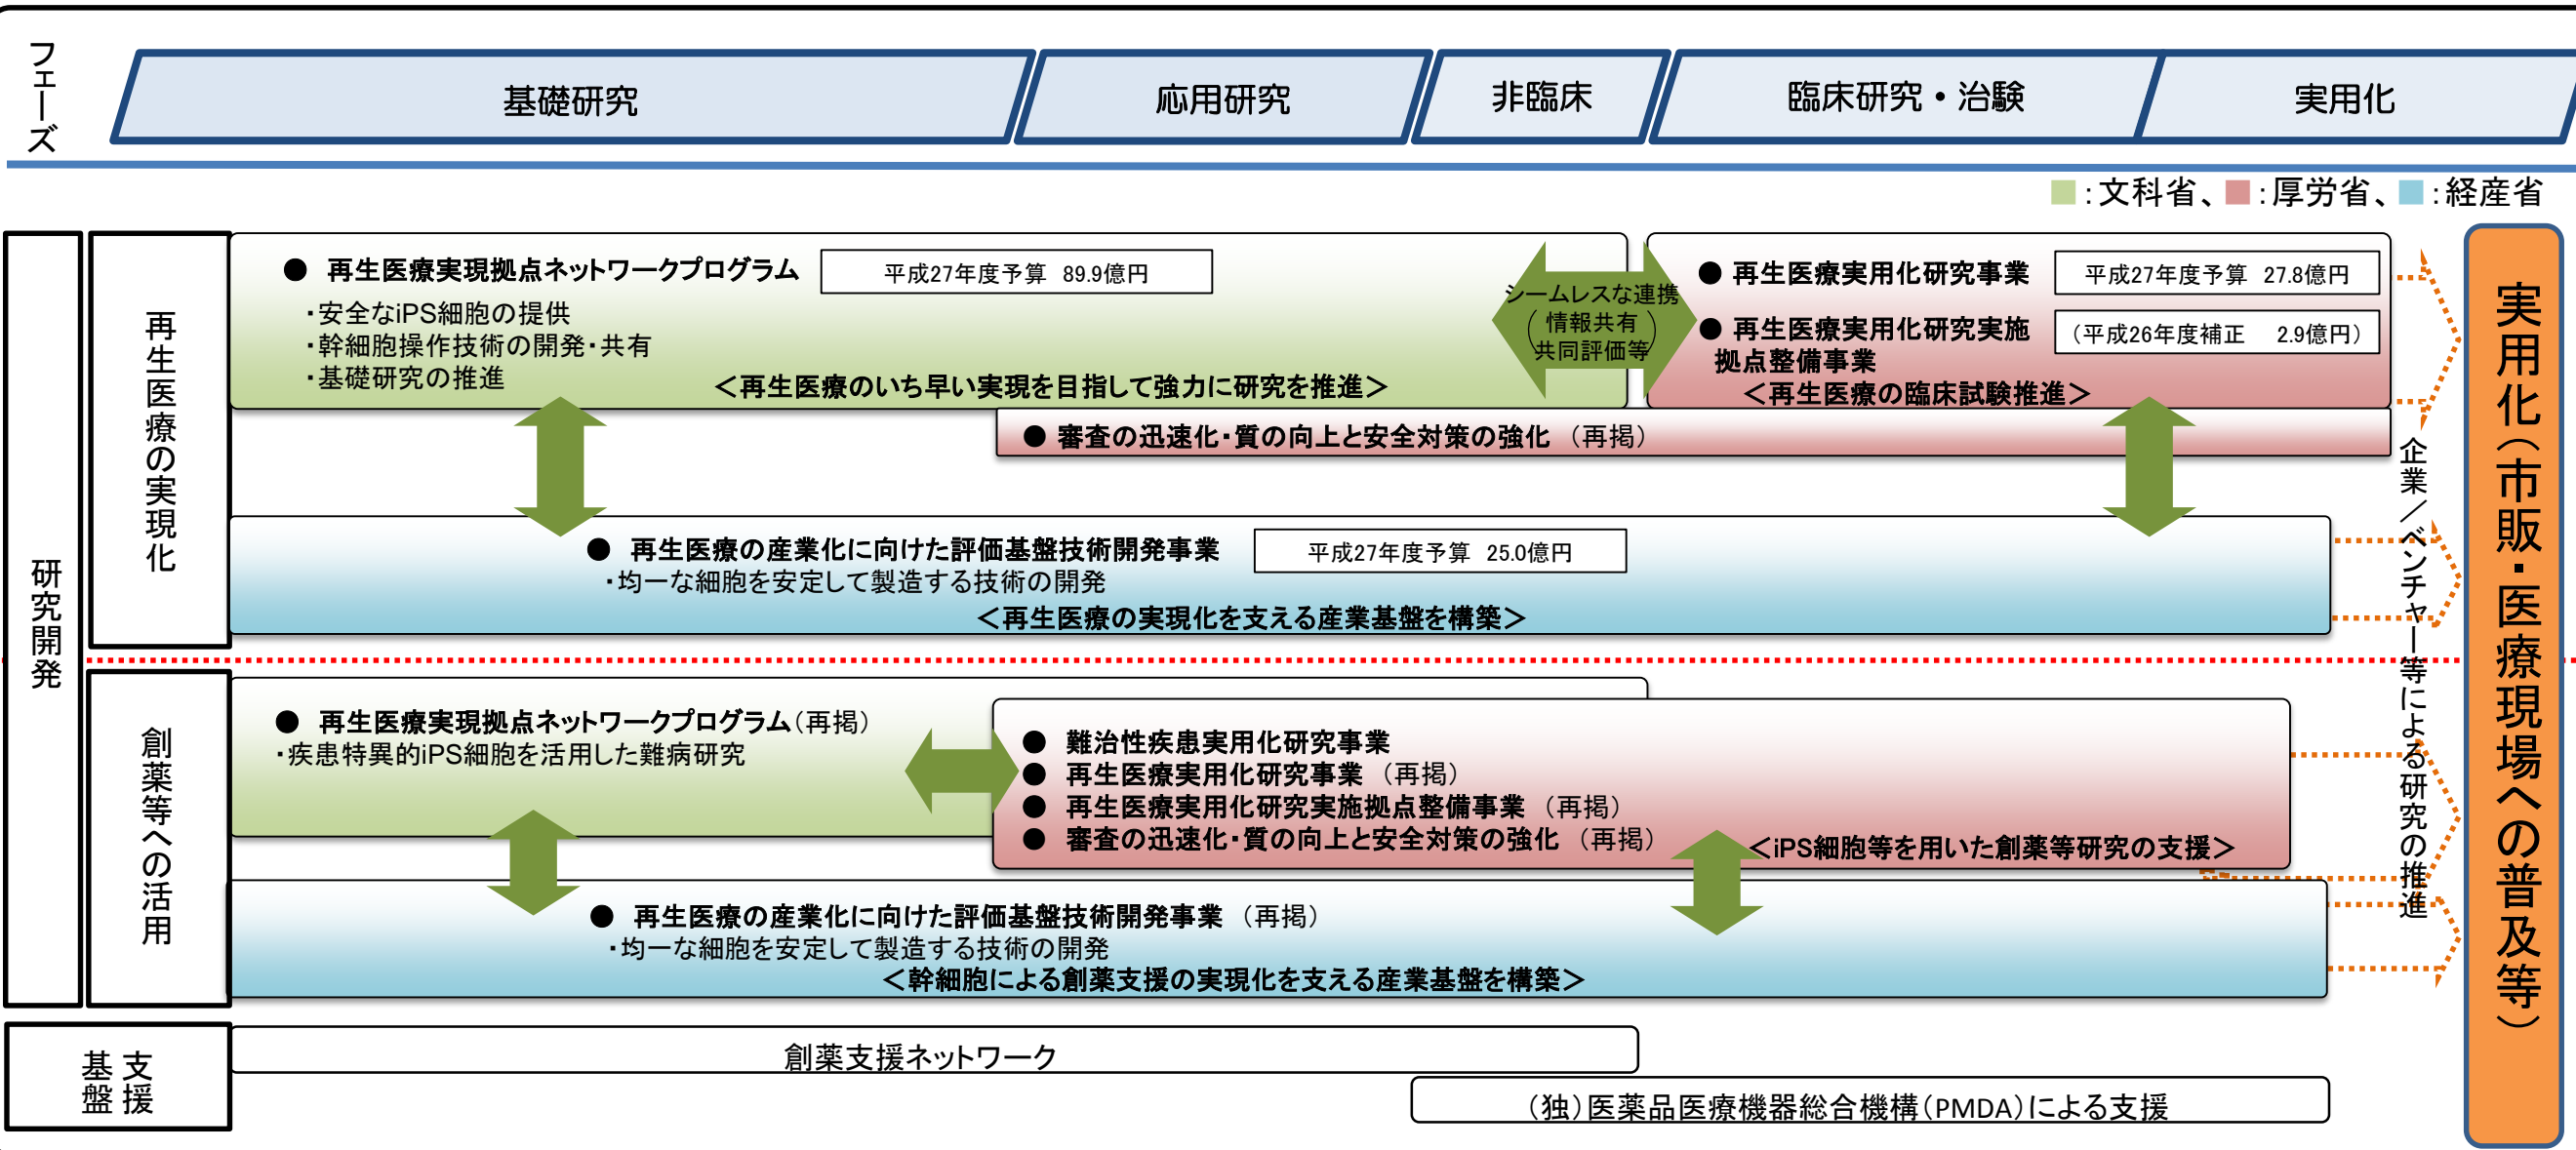 フェーズ
基礎研究
応用研究
非臨床
臨床研究・治験
実用化
：文科省、：厚労省、：経産省
研究開発
再生医療の実現化
● 再生医療実現拠点ネットワークプログラム
平成27年度予算 89.9億円
・安全なiPS細胞の提供
・幹細胞操作技術の開発・共有
・基礎研究の推進
＜再生医療のいち早い実現を目指して強力に研究を推進＞
シームレスな連携
（情報共有
共同評価等）
● 再生医療実用化研究事業
平成27年度予算 27.8億円
● 再生医療実用化研究実施
拠点整備事業
（平成26年度補正 2.9億円）
＜再生医療の臨床試験推進＞
● 審査の迅速化・質の向上と安全対策の強化（再掲）
● 再生医療の産業化に向けた評価基盤技術開発事業
平成27年度予算 25.0億円
・均一な細胞を安定して製造する技術の開発
＜再生医療の実現化を支える産業基盤を構築＞
創薬等への活用
● 再生医療実現拠点ネットワークプログラム（再掲）
・疾患特異的iPS細胞を活用した難病研究
● 難治性疾患実用化研究事業
● 再生医療実用化研究事業（再掲）
● 再生医療実用化研究実施拠点整備事業（再掲）
● 審査の迅速化・質の向上と安全対策の強化（再掲）
＜iPS細胞等を用いた創薬等研究の支援＞
● 再生医療の産業化に向けた評価基盤技術開発事業（再掲）
・均一な細胞を安定して製造する技術の開発
＜幹細胞による創薬支援の実現化を支える産業基盤を構築＞
企業／ベンチャー等による研究の推進
実用化（市販・医療現場への普及等）
支援
基盤
創薬支援ネットワーク
（独）医薬品医療機器総合機構（PMDA）による支援